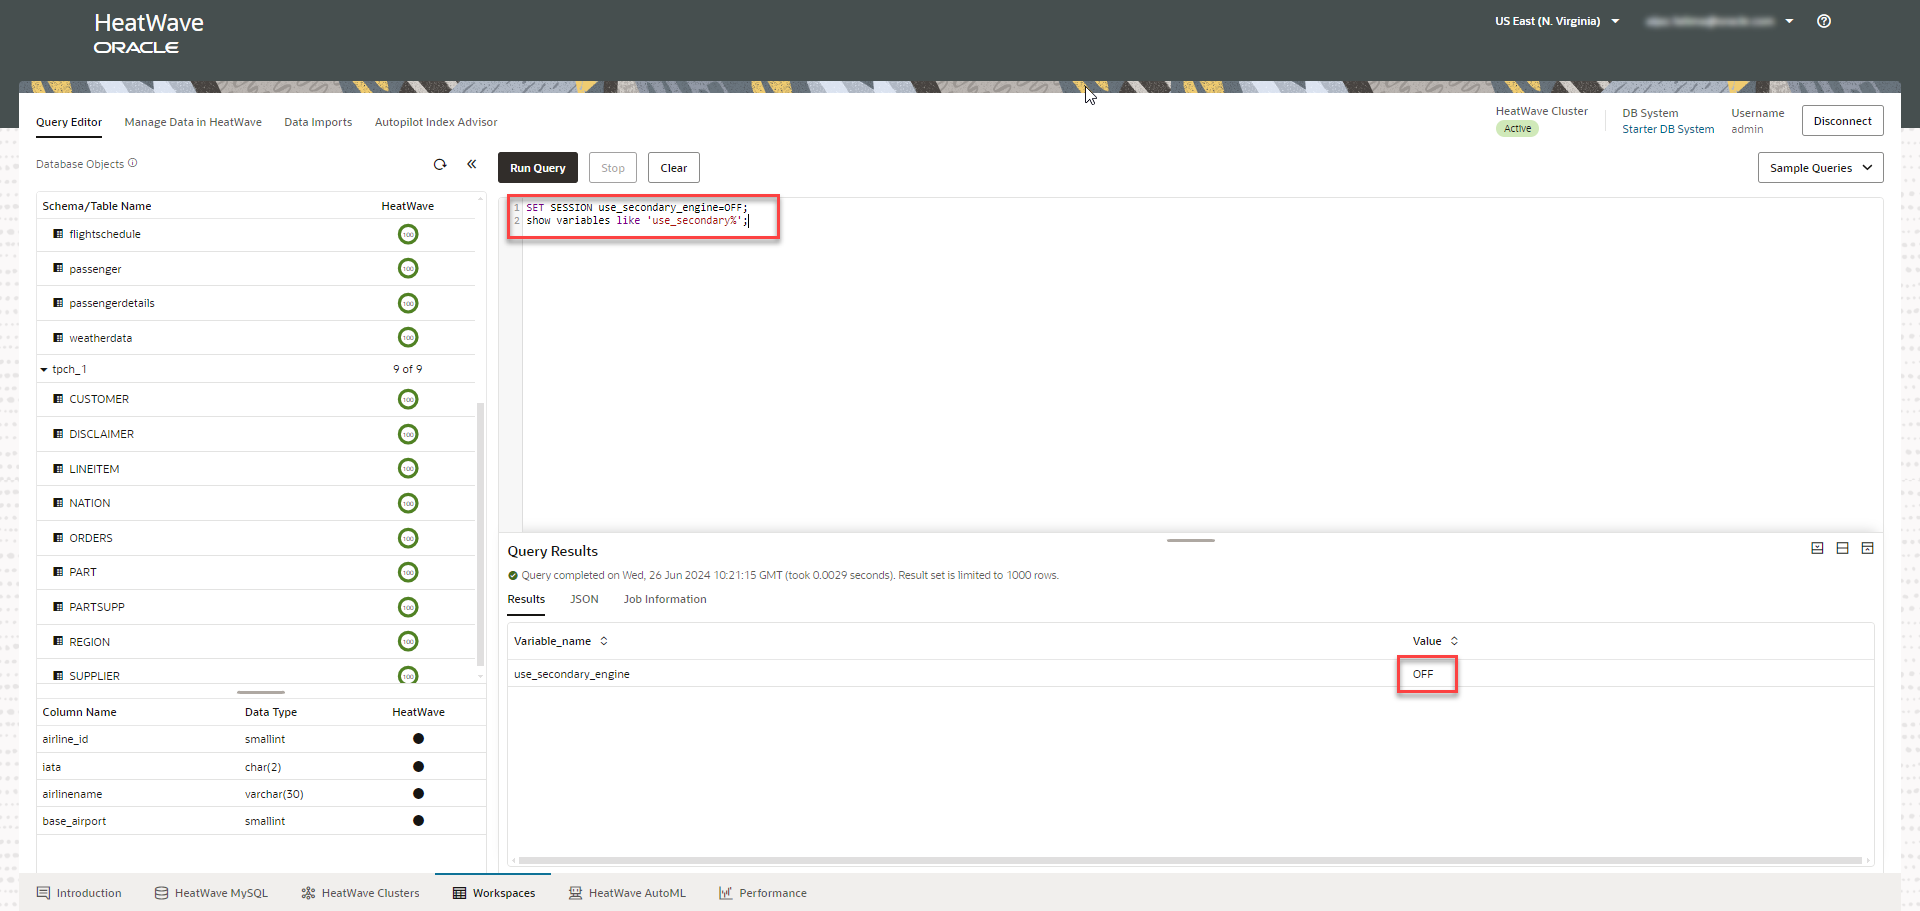 HeatWave
ORACLE
US East (N. Virginia)
Query Editor
Manage Data in HeatWave
Data Imports
Autopilot Index Advisor
HeatWave Cluster
Active
DB System
Starter DB System
Username
admin
Disconnect
Database Objects
Run Query
Stop
Clear
Sample Queries
Schema/Table Name HeatWave
flightschedule 100
passenger 100
passengerdetails 100
weatherdata 100
tpch_1 9 of 9
CUSTOMER 100
DISCLAIMER 100
LINEITEM 100
NATION 100
ORDERS 100
PART 100
PARTSUPP 100
REGION 100
SUPPLIER 100
Column Name Data Type HeatWave
airline_id smallint
iata char(2)
airlinename varchar(30)
base_airport smallint
1 SET SESSION use_secondary_engine=OFF;
2 show variables like 'use_secondary%';
Query Results
Query completed on Wed, 26 Jun 2024 10:21:15 GMT (took 0.0029 seconds). Result set is limited to 1000 rows.
Results JSON Job Information
Variable_name Value
use_secondary_engine OFF
Introduction
HeatWave MySQL
HeatWave Clusters
Workspaces
HeatWave AutoML
Performance